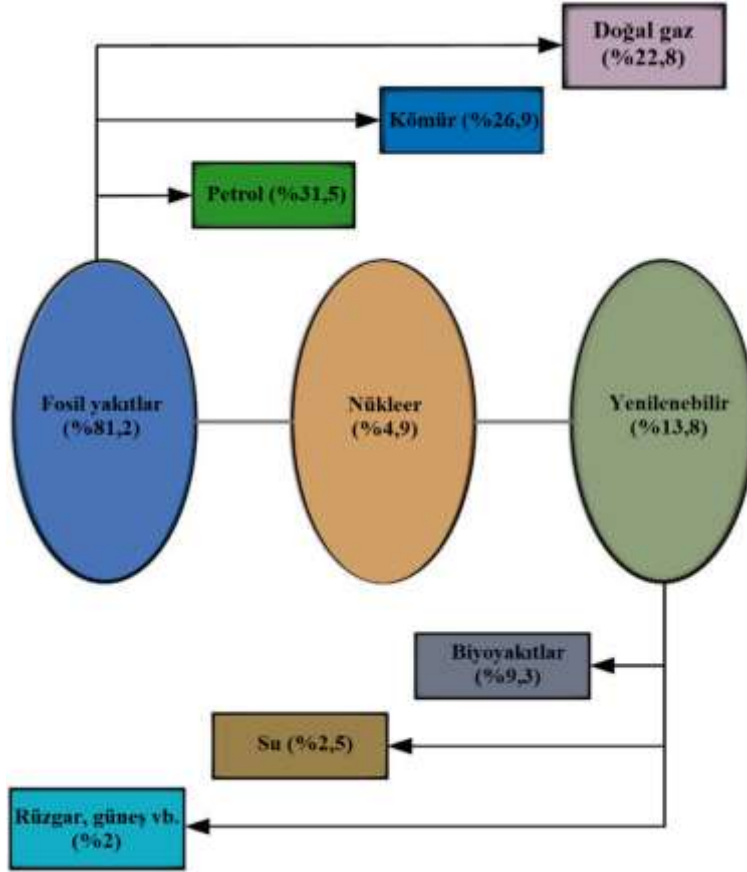 Doğal gaz
(%22,8)
Kömür (%26,9)
Petrol (%31,5)
Fosil yakıtlar
(%81,2)
Nükleer
(%4,9)
Yenilenebilir
(%13,8)
Biyoyakıtlar
(%9,3)
Su (%2,5)
Rüzgar, güneş vb.
(%2)